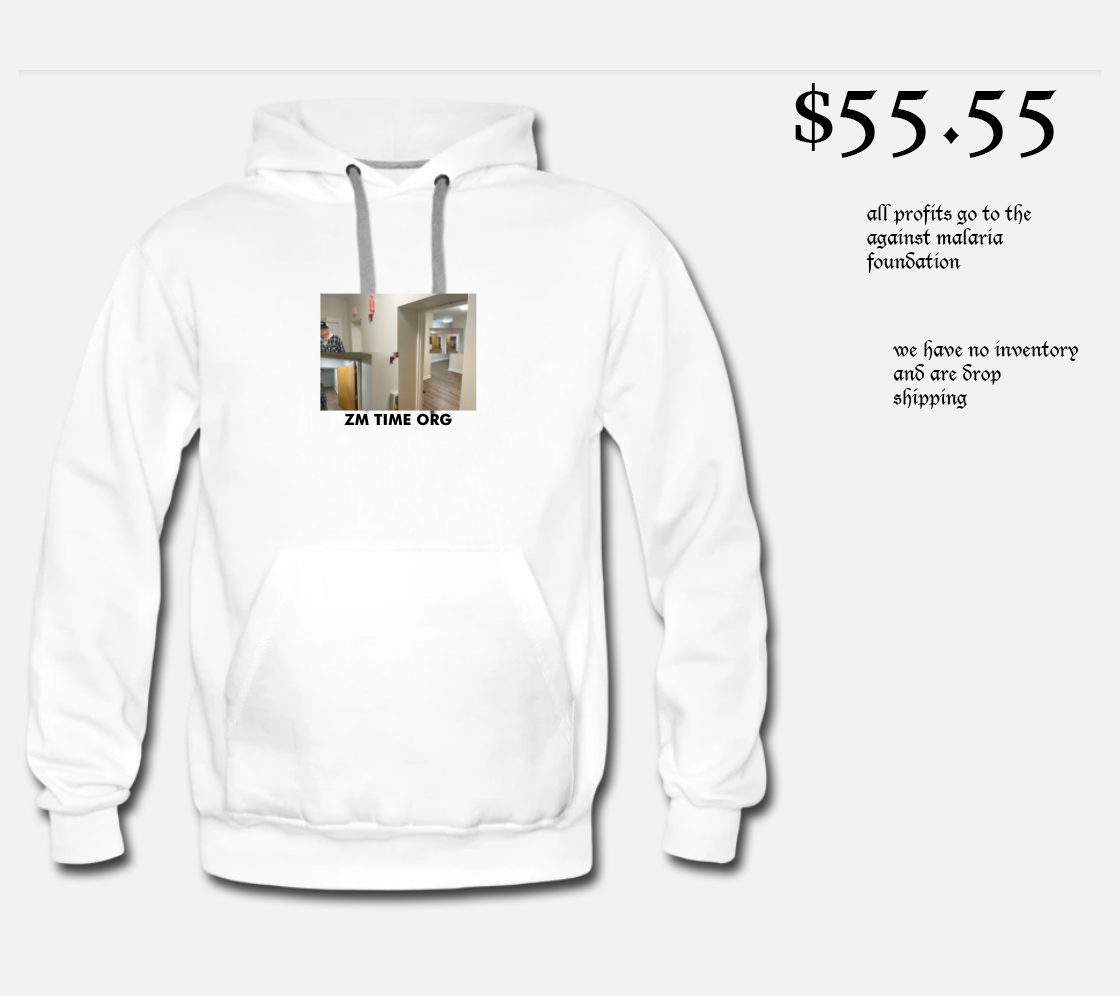 $55.55
all profits go to the
against malaria
foundation
we have no inventory
and are drop
shipping
ZM TIME ORG